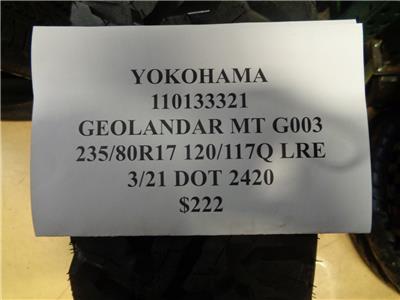 YOKOHAMA
110133321
GEOLANDAR MT G003
235/80R17 120/117Q LRE
3/21 DOT 2420
$222